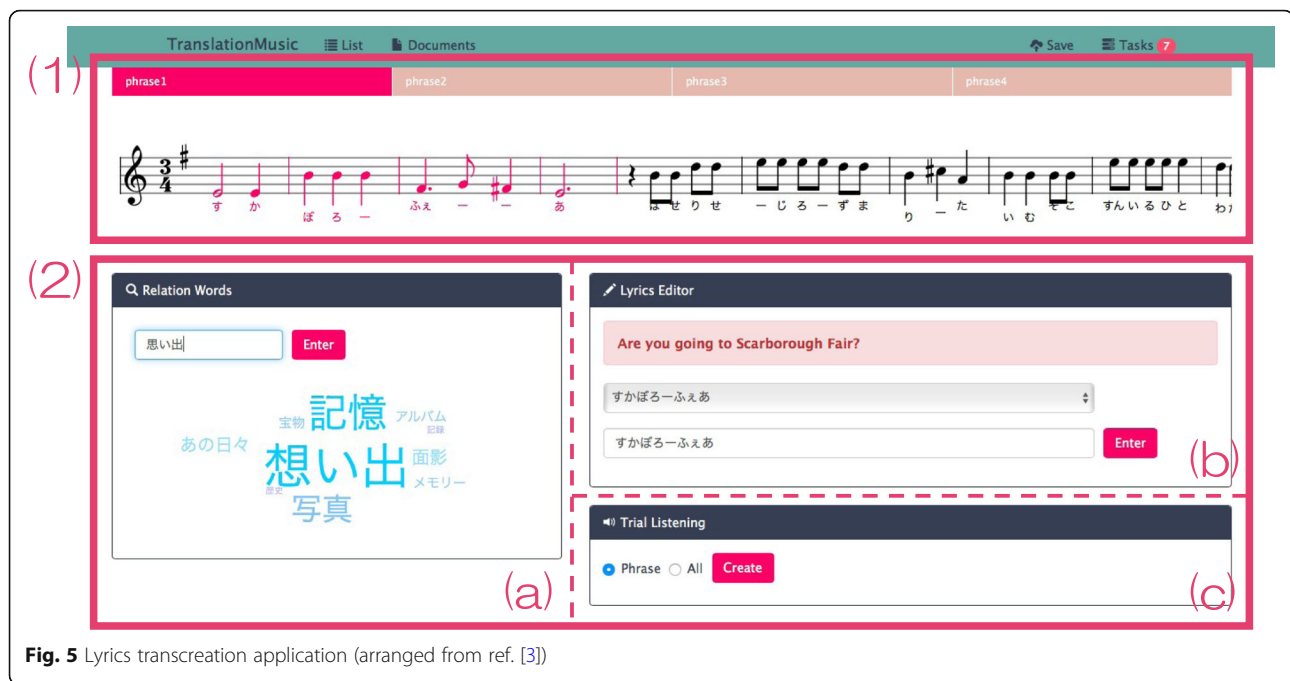 TranslationMusic List Documents Save Tasks 7
(1)
phrase1 phrase2 phrase3 phrase4
3
4
す か ぽ ろ ー ふぇ ー ー あ は せ り せ ー じ ろ ー ず ま り ー た い む そ こ すん い る ひ と わ
(2)
Relation Words
思い出 Enter
宝物 記憶 アルバム
記録
あの日々 想い出 面影
メモリー
歴史
写真
(a)
Lyrics Editor
Are you going to Scarborough Fair?
すかぼろーふぇあ
すかぼろーふぇあ Enter
(b)
Trial Listening
Phrase All Create
(c)
Fig. 5 Lyrics transcreation application (arranged from ref. [3])